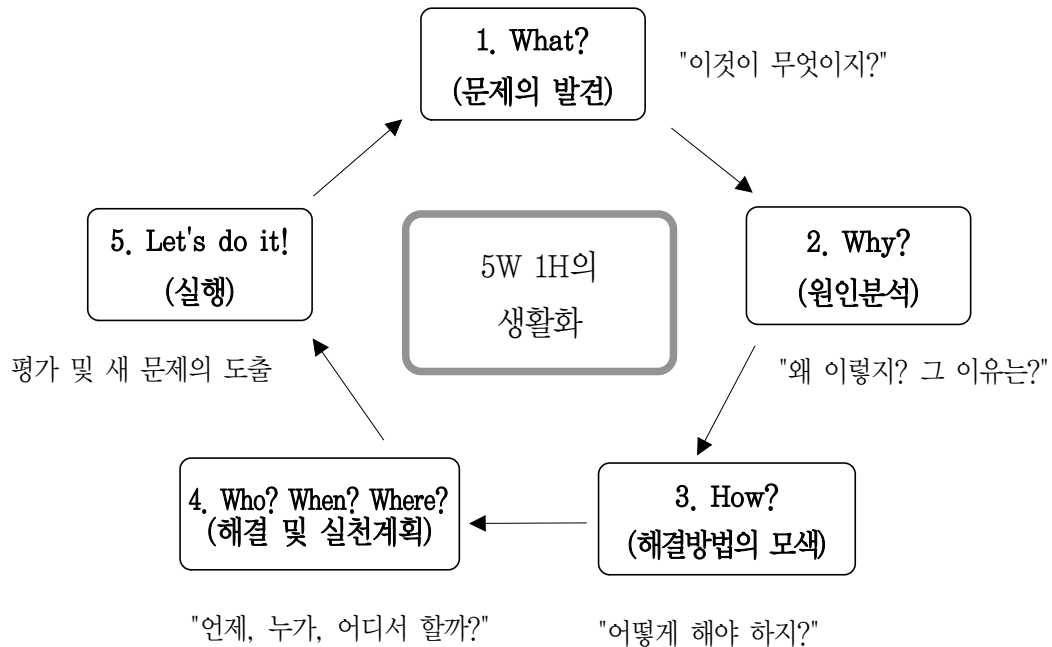 1. What?
(문제의 발견)
"이것이 무엇이지?"
5. Let's do it!
(실행)
5W 1H의
생활화
2. Why?
(원인분석)
평가 및 새 문제의 도출
"왜 이렇지? 그 이유는?"
4. Who? When? Where?
(해결 및 실천계획)
3. How?
(해결방법의 모색)
"언제, 누가, 어디서 할까?"
"어떻게 해야 하지?"